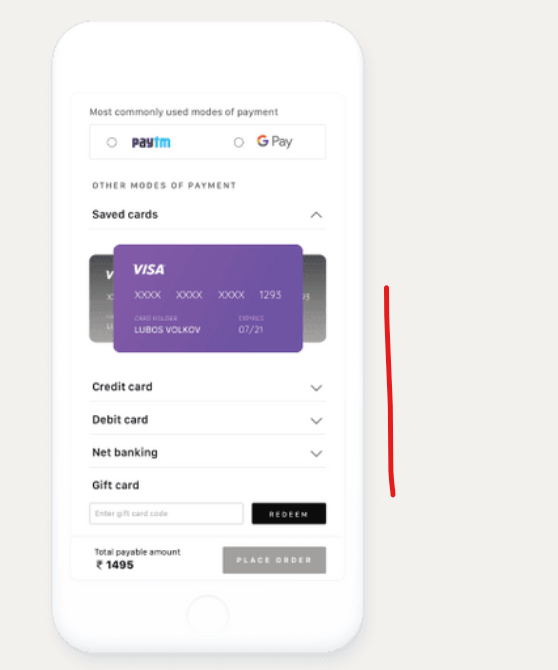 Most commonly used modes of payment
paytm G Pay
OTHER MODES OF PAYMENT
Saved cards
VISA
XXXX XXXX XXXX 1293
CARD HOLDER EXPIRES
LUBOS VOLKOV 07/21
Credit card
Debit card
Net banking
Gift card
Enter gift card code REDEEM
Total payable amount
₹ 1495 PLACE ORDER